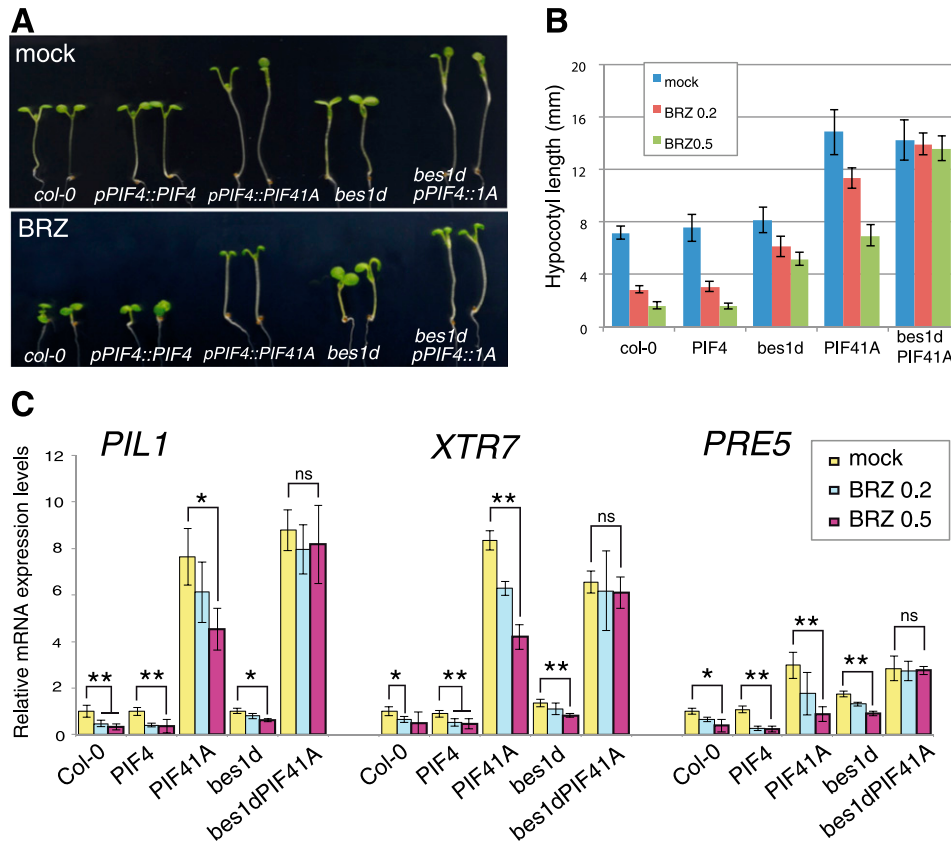 A
mock
col-0 pPIF4::PIF4 pPIF4::PIF41A bes1d bes1d
pPIF4::1A
BRZ
col-0 pPIF4::PIF4 pPIF4::PIF41A bes1d bes1d
pPIF4::1A
B
Hypocotyl length (mm)
20
16
12
8
4
0
mock
BRZ 0.2
BRZ0.5
col-0 PIF4 bes1d PIF41A bes1d
PIF41A
C
Relative mRNA expression levels
12
10
8
6
4
2
0
PIL1 XTR7 PRE5
mock
BRZ 0.2
BRZ 0.5
** ** * * ns
* ** ** ** ns
* ** ** ** ns
Col-0 PIF4 PIF41A bes1d bes1dPIF41A
Col-0 PIF4 PIF41A bes1d bes1dPIF41A
Col-0 PIF4 PIF41A bes1d bes1dPIF41A